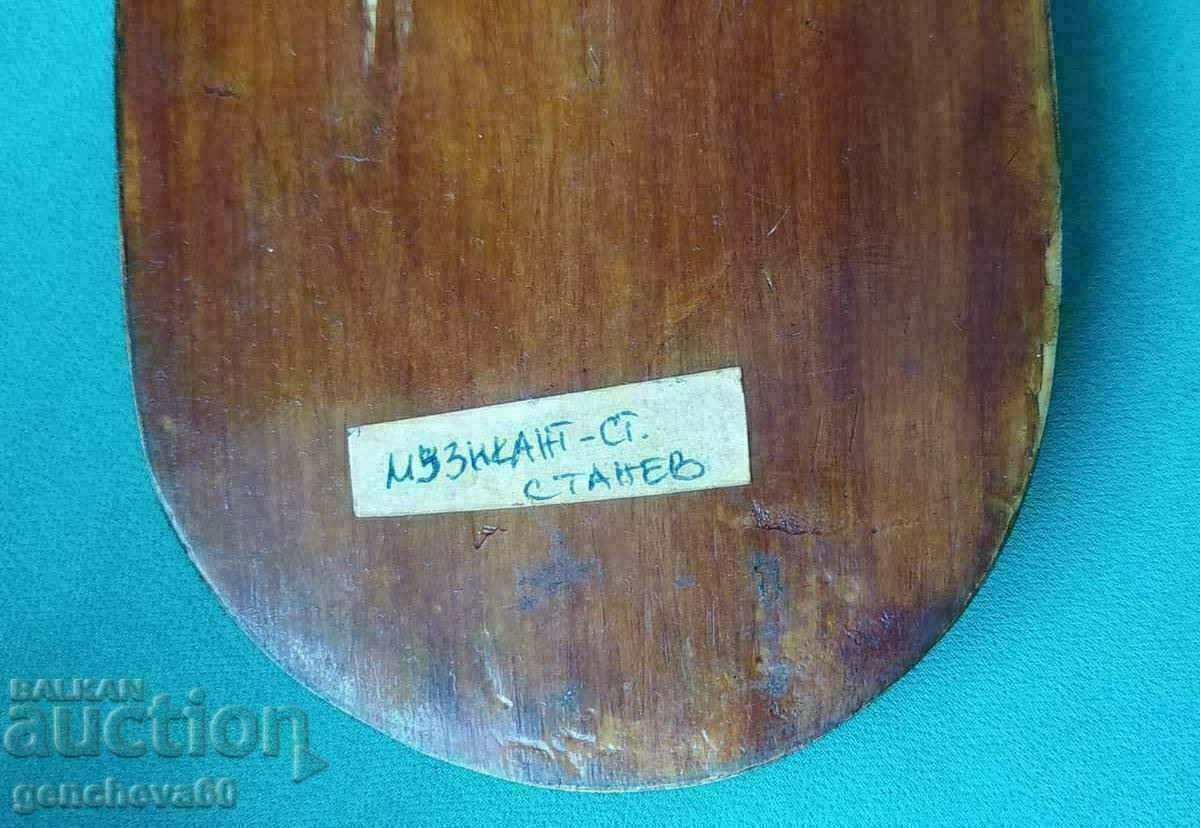 МУЗИКАНТ-СТ.
СТАНЕВ
BALKAN
auction
gencheva60